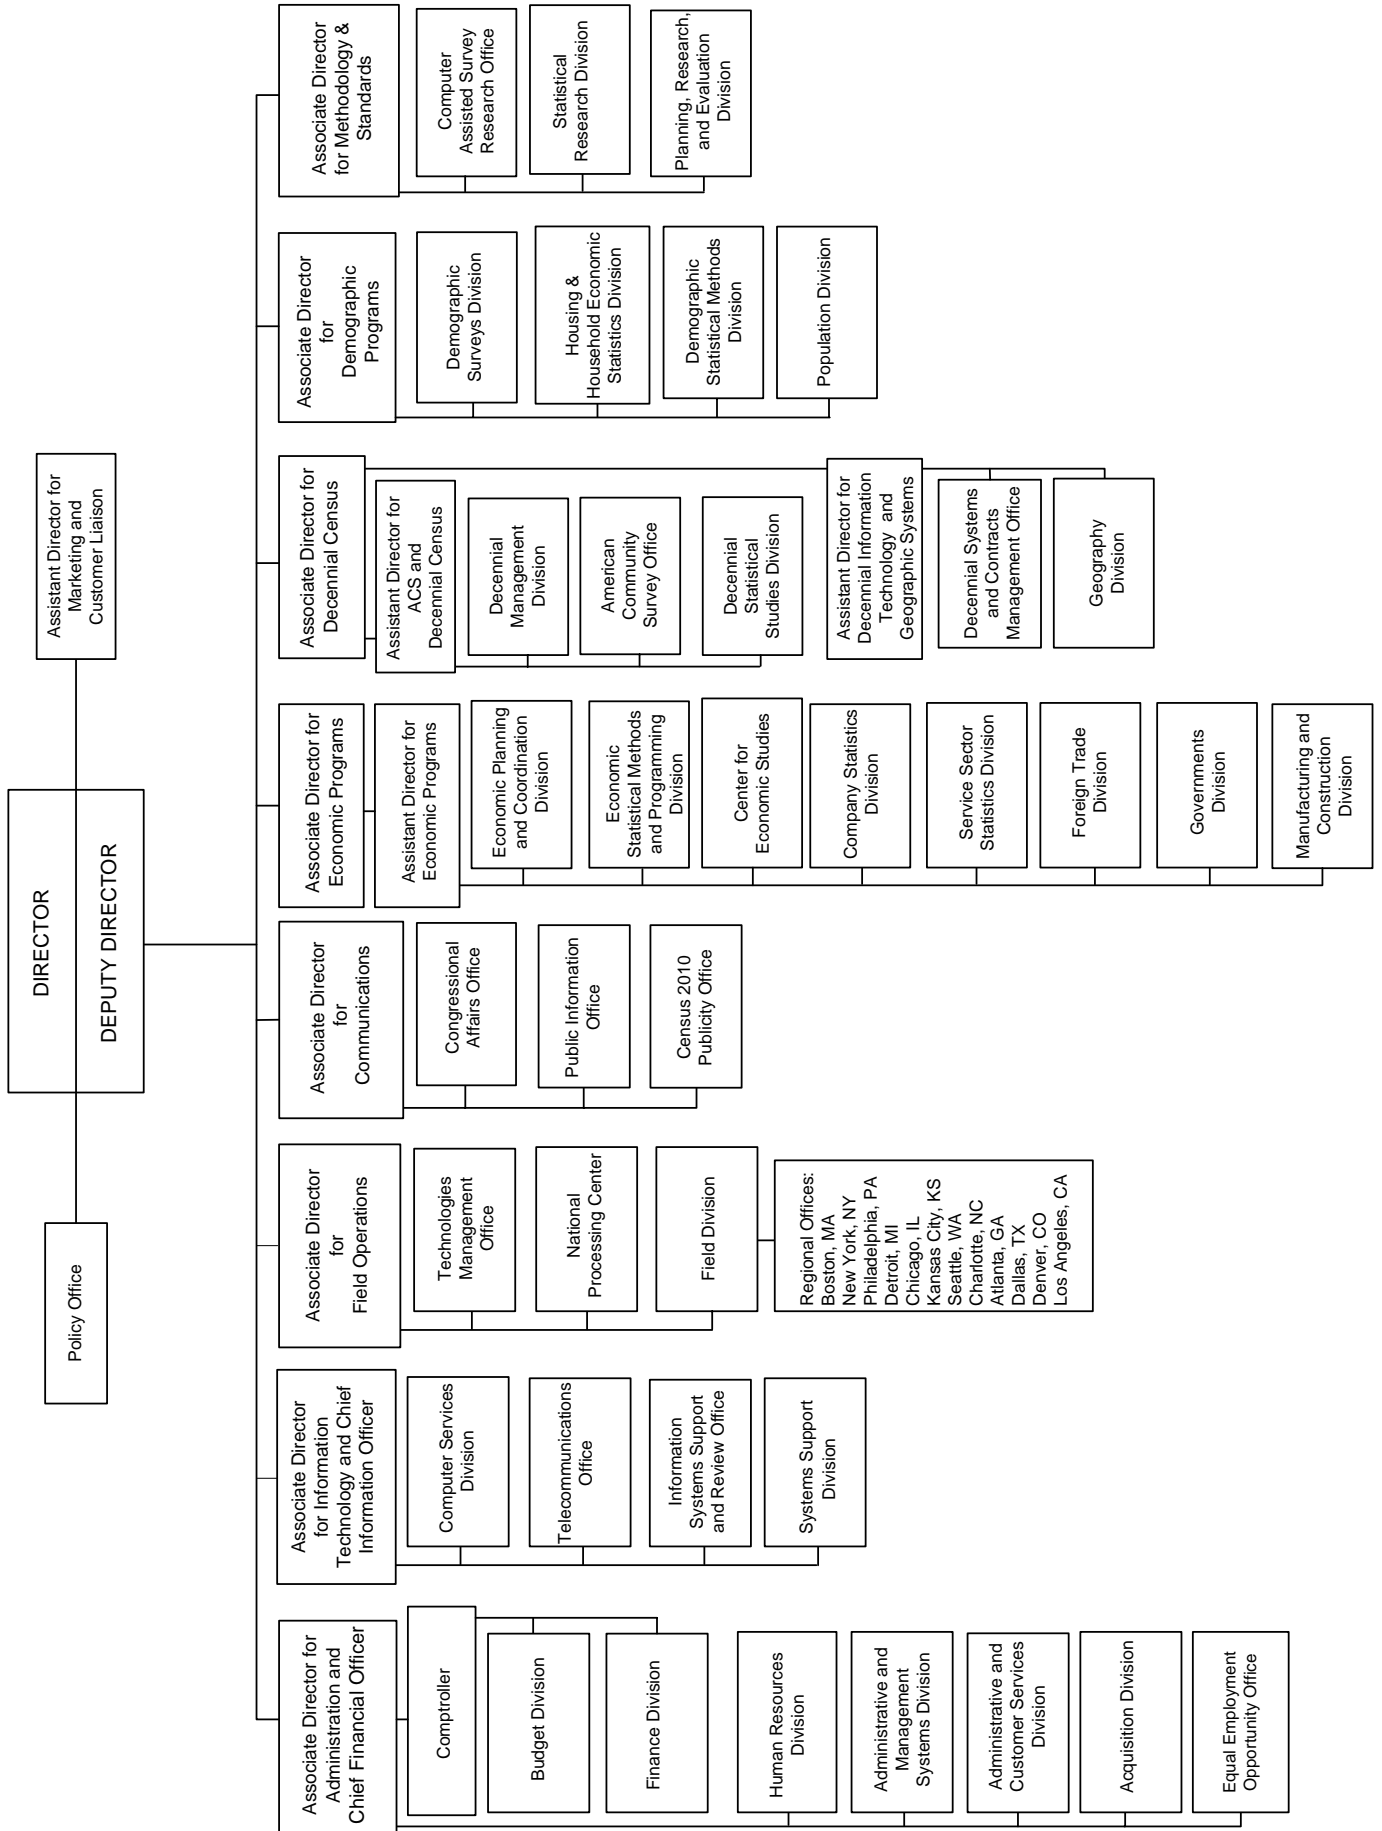 DIRECTOR
DEPUTY DIRECTOR
Policy Office
Assistant Director for
Marketing and
Customer Liaison
Associate Director for
Administration and
Chief Financial Officer
Comptroller
Budget Division
Finance Division
Human Resources
Division
Administrative and
Management
Systems Division
Administrative and
Customer Services
Division
Acquisition Division
Equal Employment
Opportunity Office
Associate Director
for Information
Technology and Chief
Information Officer
Computer Services
Division
Telecommunications
Office
Information
Systems Support
and Review Office
Systems Support
Division
Associate Director
for
Field Operations
Technologies
Management
Office
National
Processing Center
Field Division
Regional Offices:
Boston, MA
New York, NY
Philadelphia, PA
Detroit, MI
Chicago, IL
Kansas City, KS
Seattle, WA
Charlotte, NC
Atlanta, GA
Dallas, TX
Denver, CO
Los Angeles, CA
Associate Director
for
Communications
Congressional
Affairs Office
Public Information
Office
Census 2010
Publicity Office
Associate Director for
Economic Programs
Assistant Director for
Economic Programs
Economic Planning
and Coordination
Division
Economic
Statistical Methods
and Programming
Division
Center for
Economic Studies
Company Statistics
Division
Service Sector
Statistics Division
Foreign Trade
Division
Governments
Division
Manufacturing and
Construction
Division
Associate Director for
Decennial Census
Assistant Director for
ACS and
Decennial Census
Decennial
Management
Division
American
Community
Survey Office
Decennial
Statistical
Studies Division
Assistant Director for
Decennial Information
Technology and
Geographic Systems
Decennial Systems
and Contracts
Management Office
Geography
Division
Associate Director
for
Demographic
Programs
Demographic
Surveys Division
Housing &
Household Economic
Statistics Division
Demographic
Statistical Methods
Division
Population Division
Associate Director
for Methodology &
Standards
Computer
Assisted Survey
Research Office
Statistical
Research Division
Planning, Research,
and Evaluation
Division